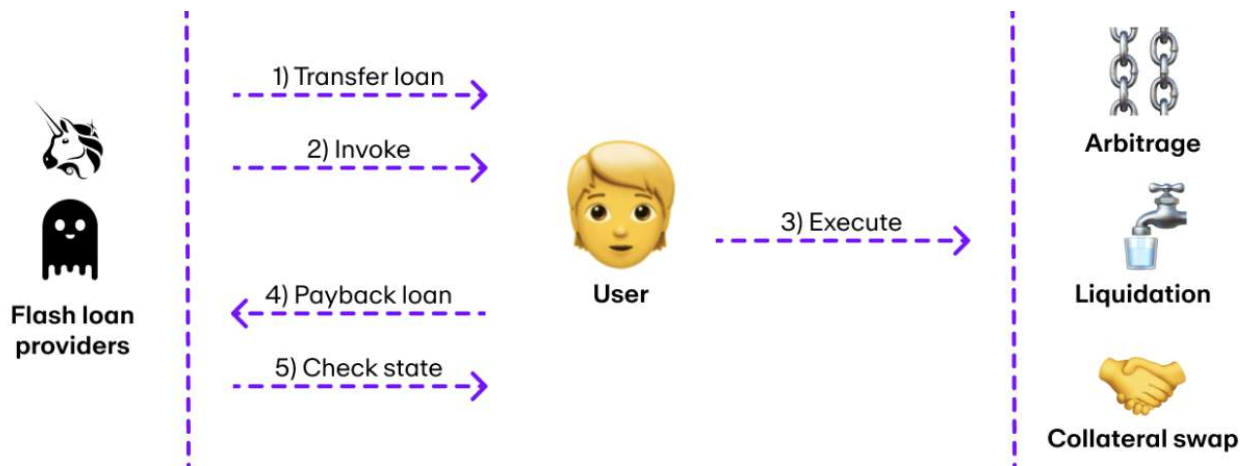 1) Transfer loan
2) Invoke
Flash loan
providers
4) Payback loan
5) Check state
User
3) Execute
Arbitrage
Liquidation
Collateral swap